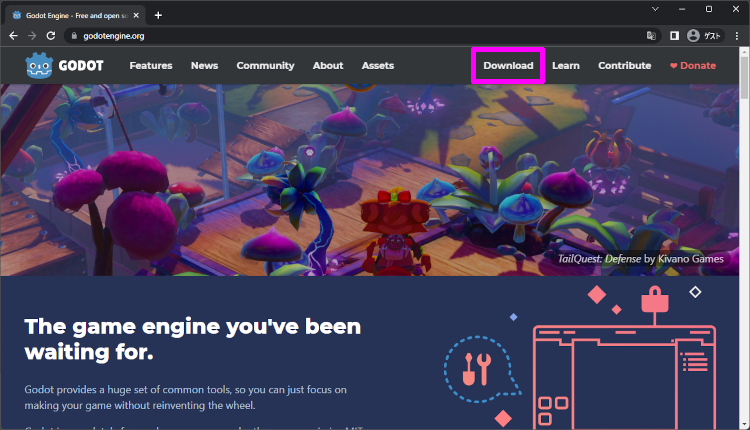 Godot Engine - Free and open so
godotengine.org
ゲスト
GODOT
Features
News
Community
About
Assets
Download
Learn
Contribute
Donate
TailQuest: Defense by Kivano Games
The game engine you've been
waiting for.
Godot provides a huge set of common tools, so you can just focus on
making your game without reinventing the wheel.